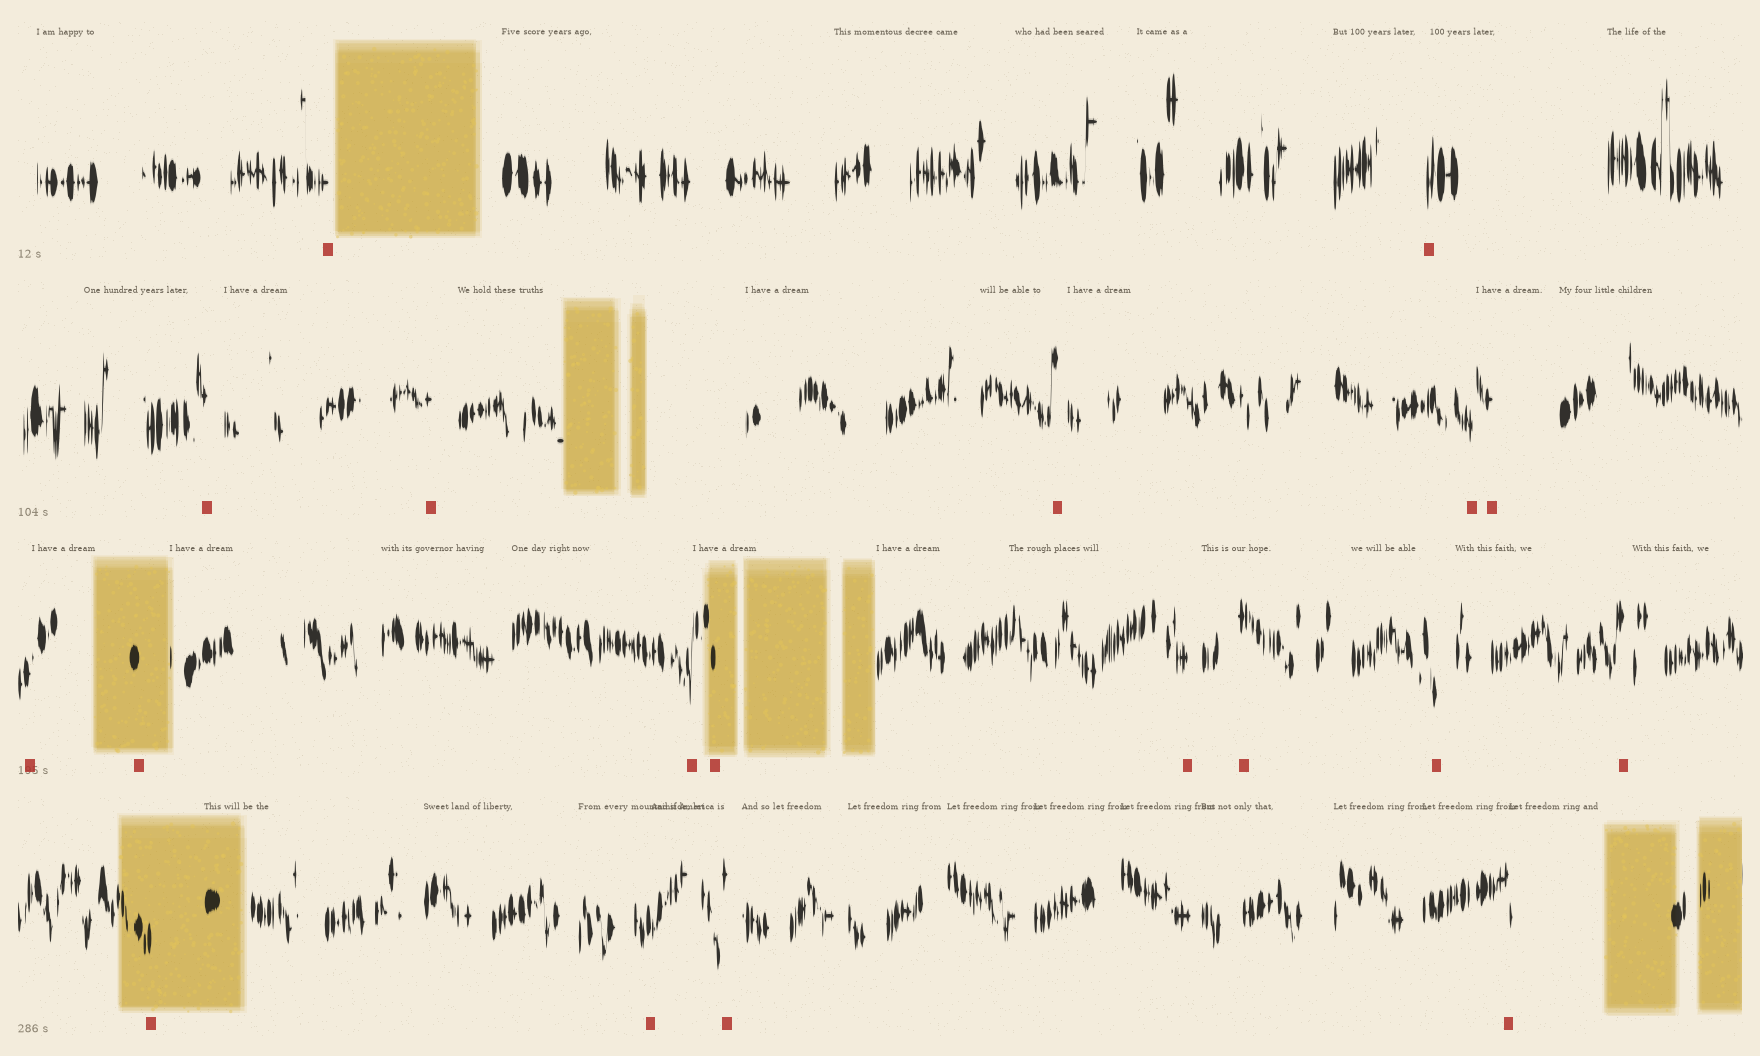 I am happy to
Five score years ago,
This momentous decree came
who had been seared
It came as a
But 100 years later,
100 years later,
The life of the
12 s
One hundred years later,
I have a dream
We hold these truths
I have a dream
will be able to
I have a dream
I have a dream.
My four little children
104 s
I have a dream
I have a dream
with its governor having
One day right now
I have a dream
I have a dream
The rough places will
This is our hope.
we will be able
With this faith, we
With this faith, we
This will be the
Sweet land of liberty,
From every mountainside, let
And if America is
And so let freedom
Let freedom ring from
Let freedom ring from
Let freedom ring from
Let freedom ring from
But not only that,
Let freedom ring from
Let freedom ring from
Let freedom ring and
286 s